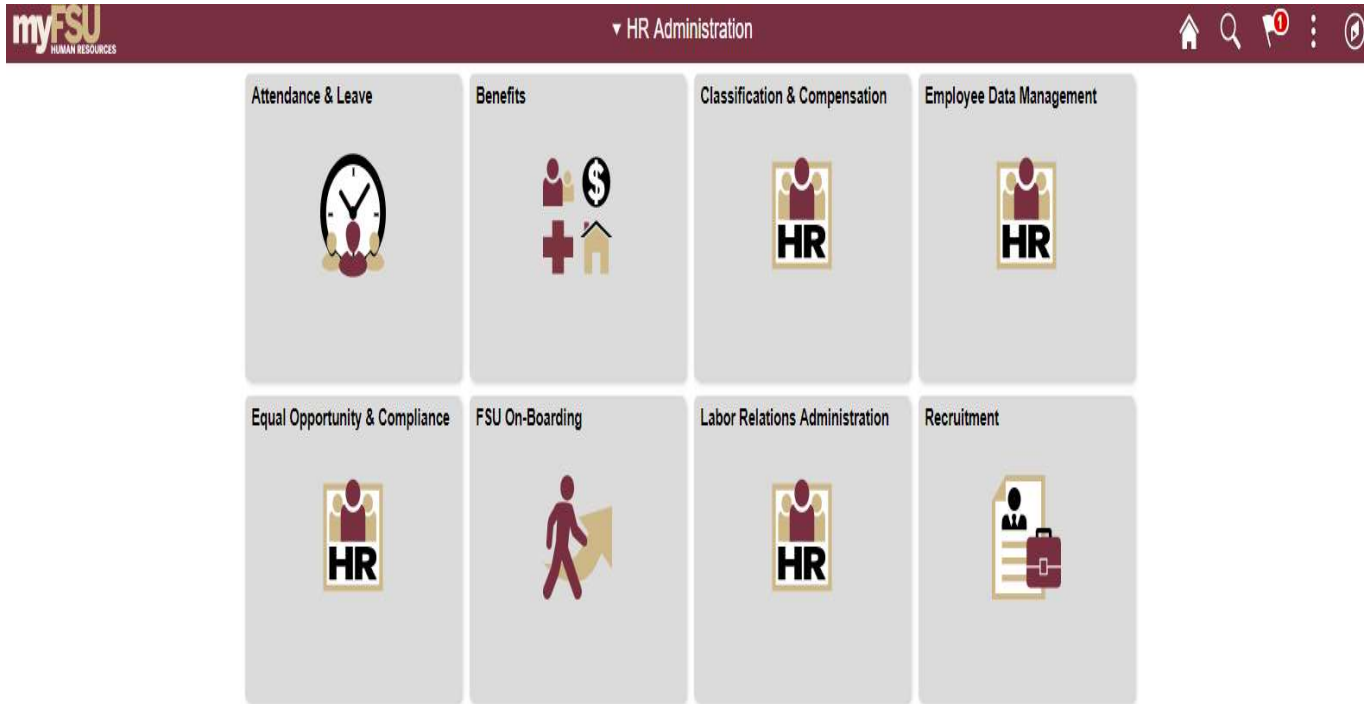 myFSU
HUMAN RESOURCES
▾ HR Administration
1
Attendance & Leave
Benefits
Classification & Compensation
Employee Data Management
$
HR
HR
Equal Opportunity & Compliance
FSU On-Boarding
Labor Relations Administration
Recruitment
HR
HR